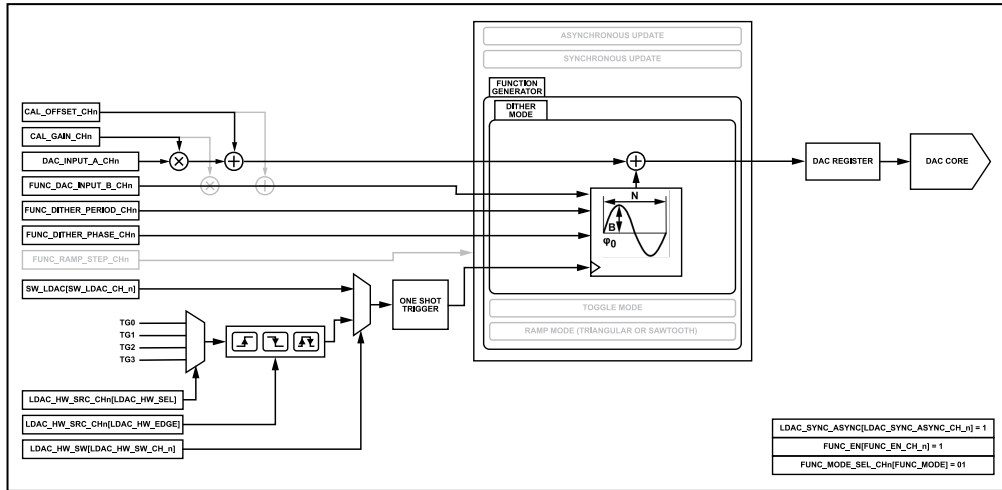 ASYNCHRONOUS UPDATE
SYNCHRONOUS UPDATE
FUNCTION
GENERATOR
DITHER
MODE
CAL_OFFSET_CHn
CAL_GAIN_CHn
DAC_INPUT_A_CHn
DAC REGISTER
DAC CORE
FUNC_DAC_INPUT_B_CHn
FUNC_DITHER_PERIOD_CHn
FUNC_DITHER_PHASE_CHn
FUNC_RAMP_STEP_CHn
N
B
φ0
SW_LDAC[SW_LDAC_CH_n]
ONE SHOT
TRIGGER
TOGGLE MODE
RAMP MODE (TRIANGULAR OR SAWTOOTH)
TG0
TG1
TG2
TG3
LDAC_HW_SRC_CHn[LDAC_HW_SEL]
LDAC_HW_SRC_CHn[LDAC_HW_EDGE]
LDAC_HW_SW[LDAC_HW_SW_CH_n]
LDAC_SYNC_ASYNC[LDAC_SYNC_ASYNC_CH_n] = 1
FUNC_EN[FUNC_EN_CH_n] = 1
FUNC_MODE_SEL_CHn[FUNC_MODE] = 01